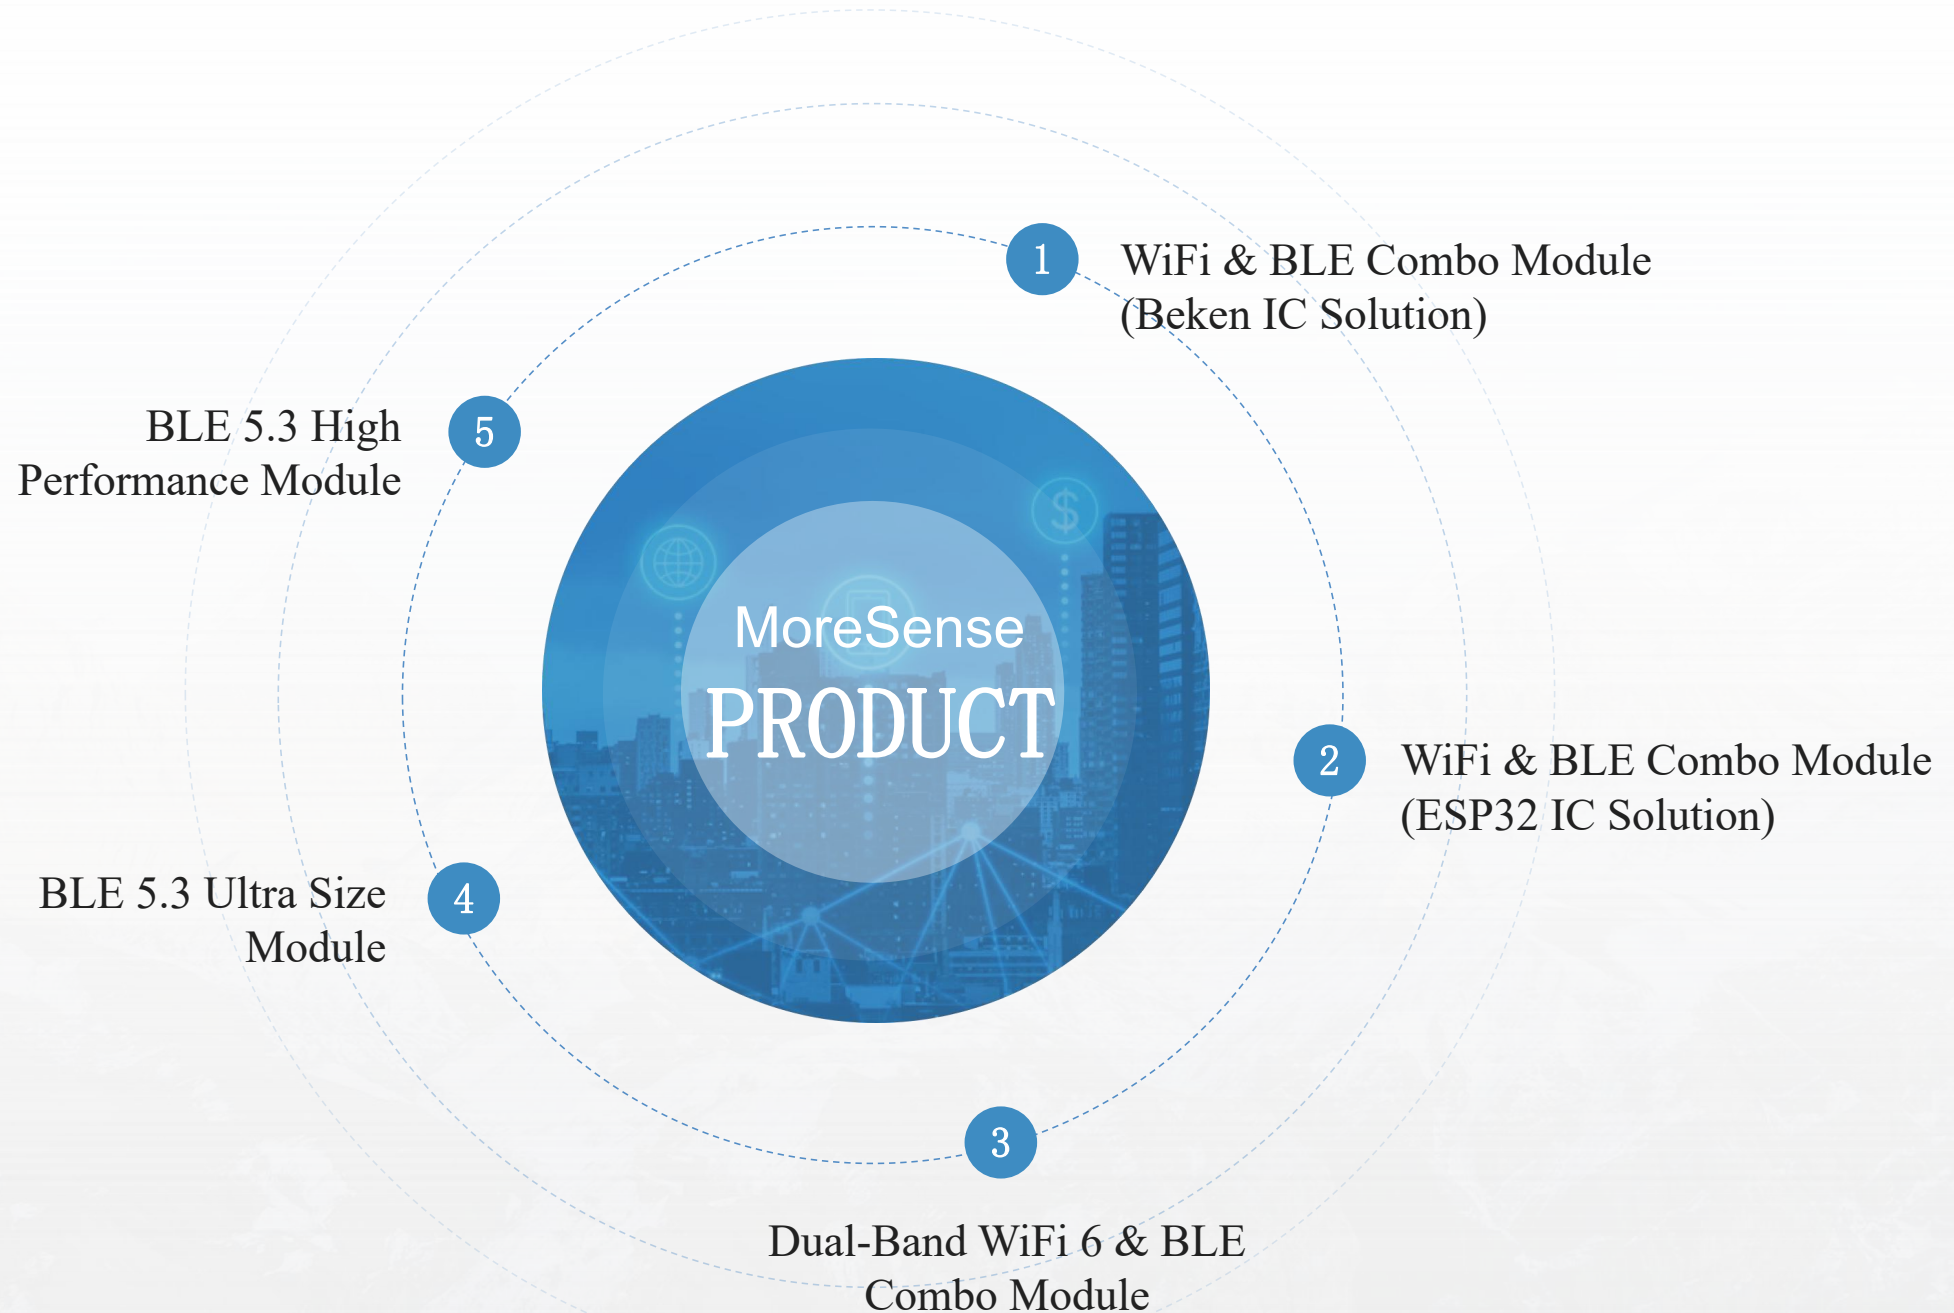 MoreSense
PRODUCT
1
WiFi & BLE Combo Module
(Beken IC Solution)
2
WiFi & BLE Combo Module
(ESP32 IC Solution)
3
Dual-Band WiFi 6 & BLE
Combo Module
4
BLE 5.3 Ultra Size
Module
5
BLE 5.3 High
Performance Module
$